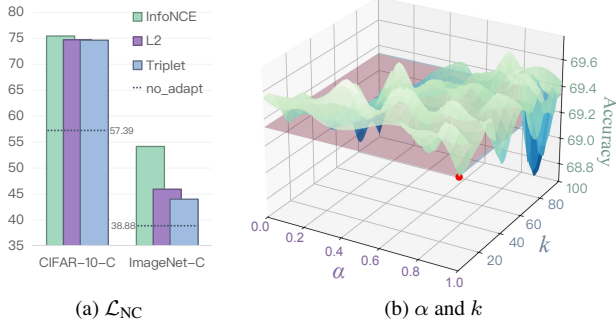 80
75
70
65
60
55
50
45
40
35
InfoNCE
L2
Triplet
no_adapt
57.39
38.88
CIFAR-10-C
ImageNet-C
(a) ℒNC
69.6
69.4
69.2
69.0
68.8
Accuracy
100
80
60
40
20
k
0.0
0.2
0.4
0.6
0.8
1.0
α
(b) α and k